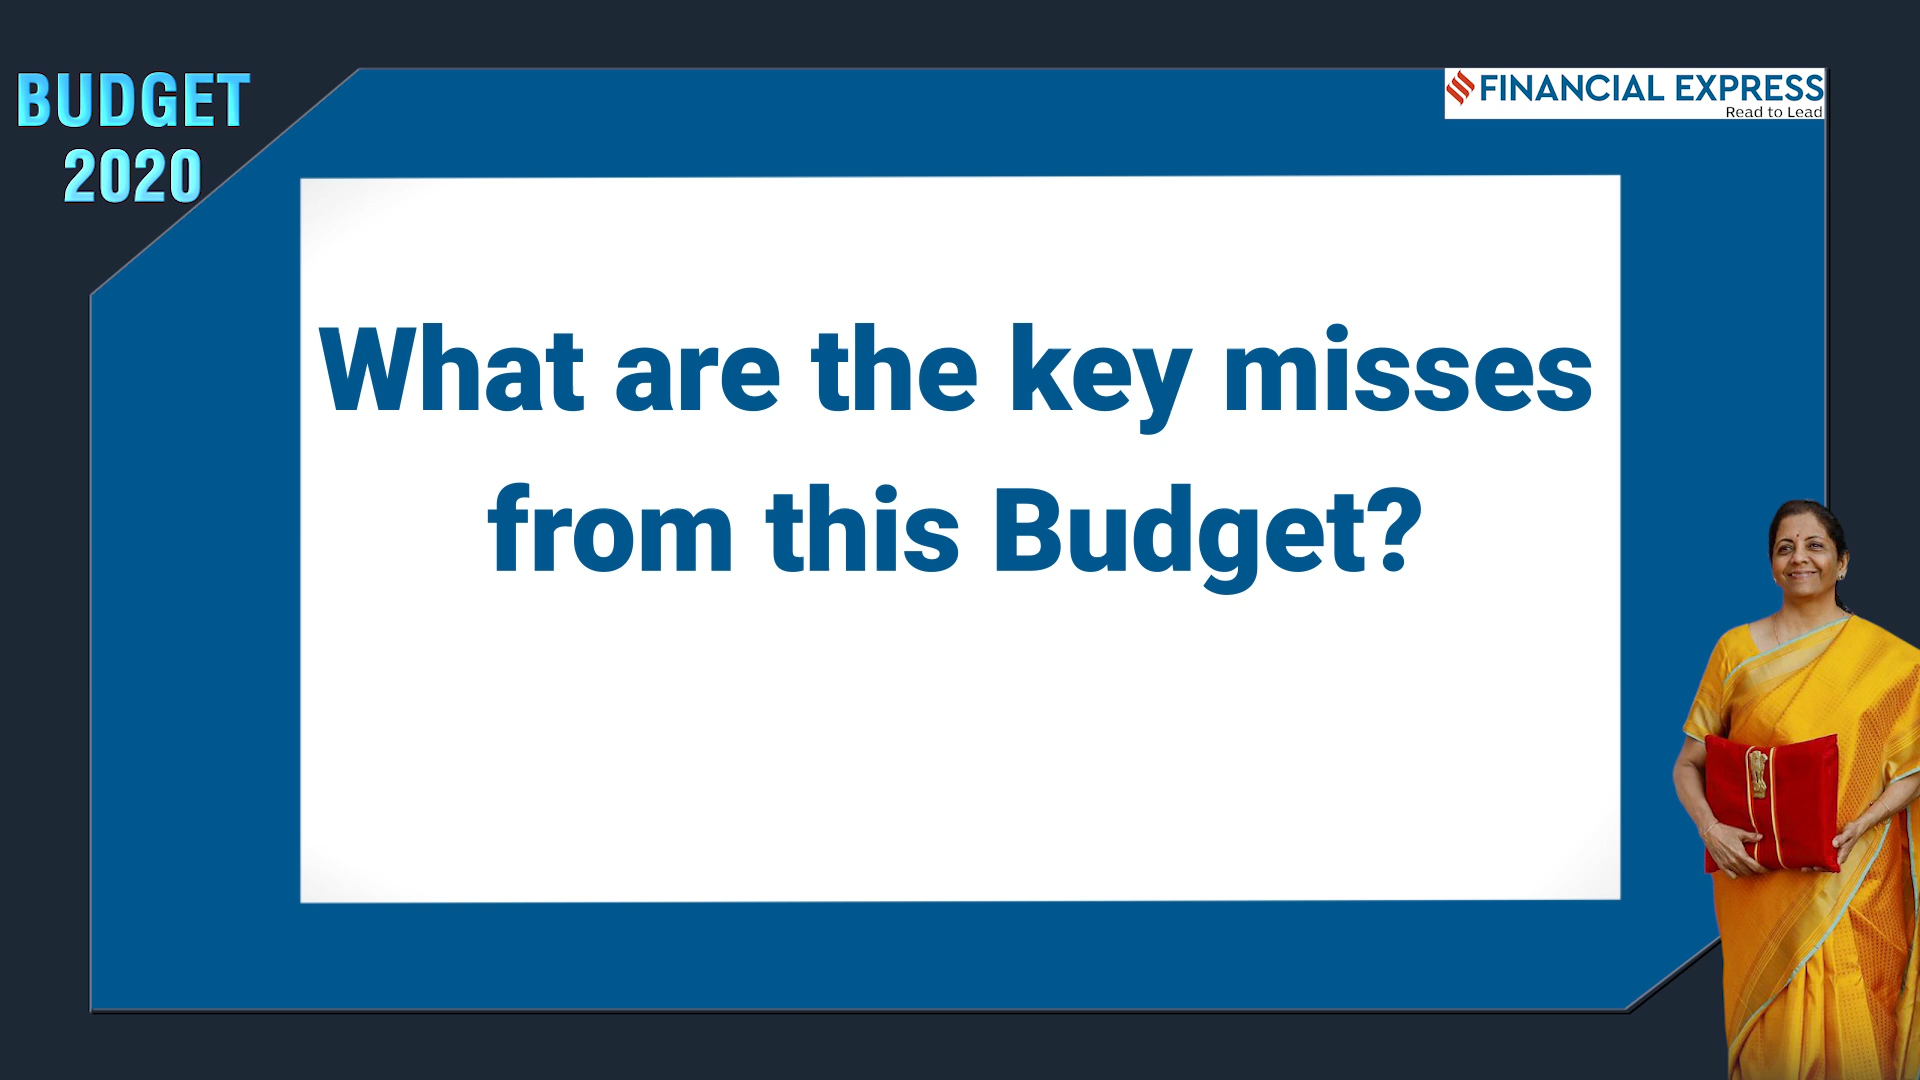 BUDGET
2020
FINANCIAL EXPRESS
Read to Lead
What are the key misses
from this Budget?